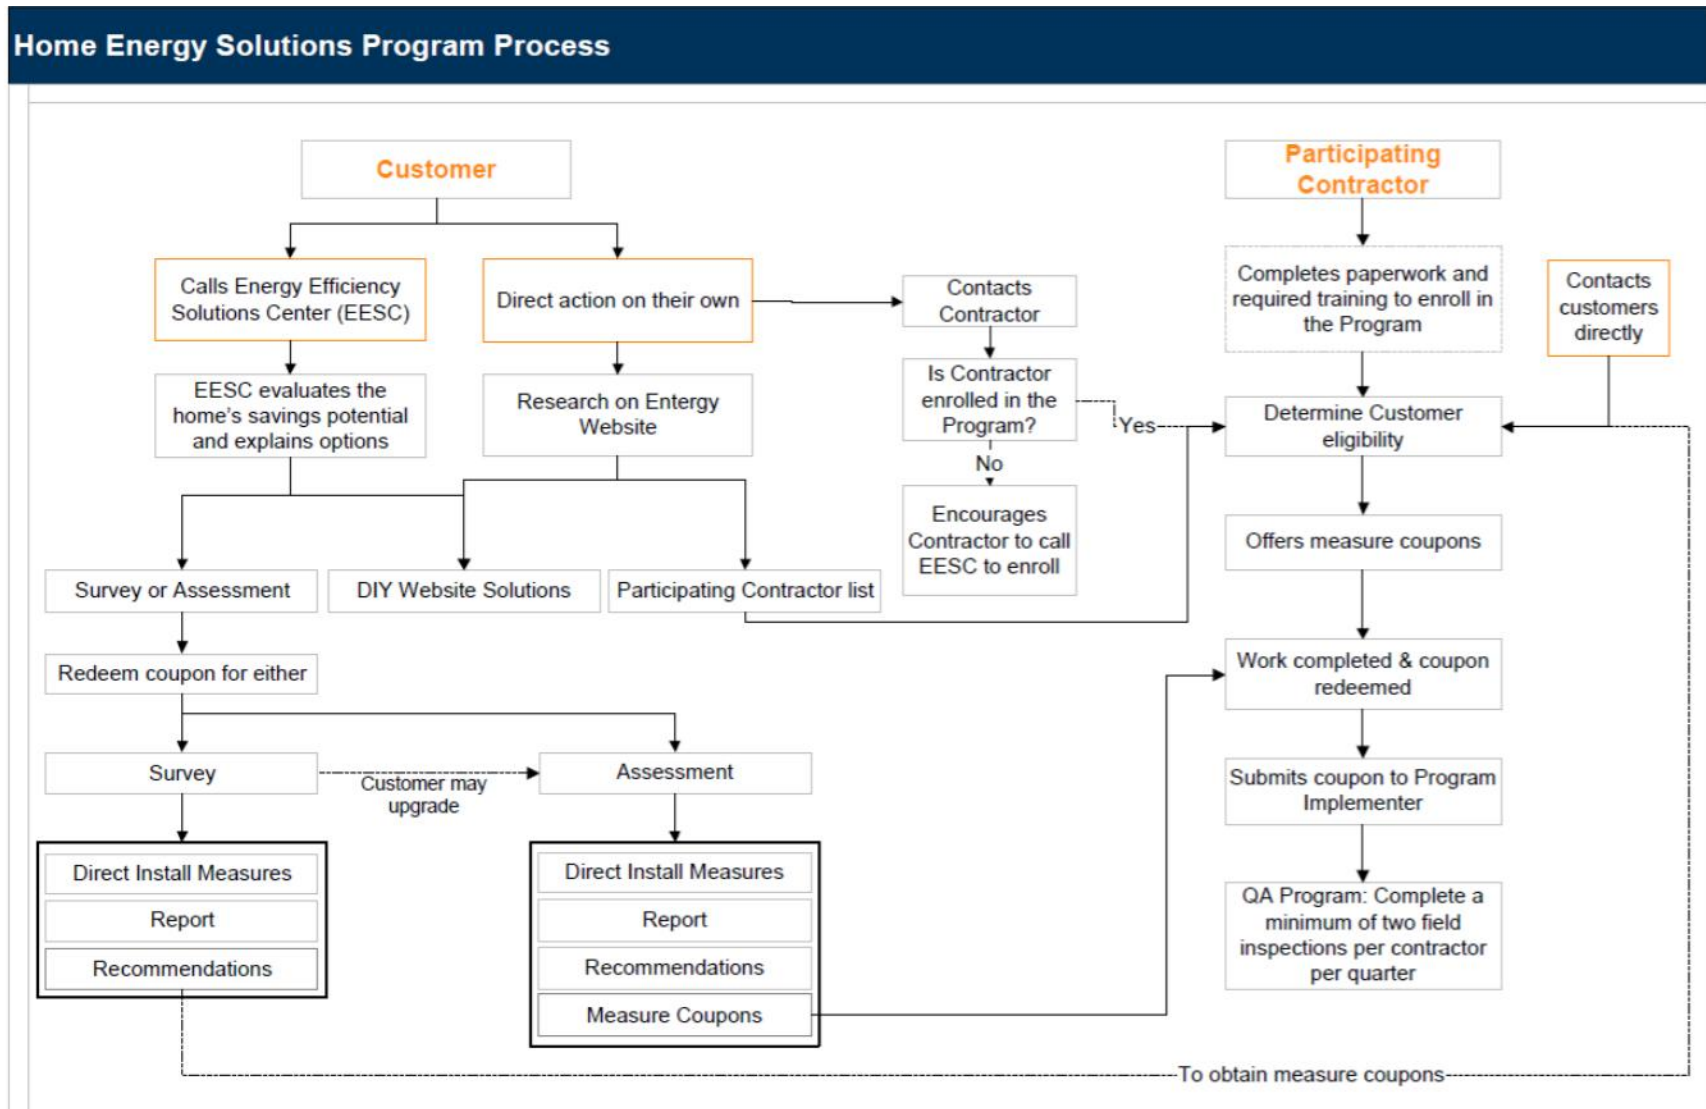 Home Energy Solutions Program Process
Customer
Participating
Contractor
Calls Energy Efficiency
Solutions Center (EESC)
Direct action on their own
Contacts
Contractor
Completes paperwork and
required training to enroll in
the Program
Contacts
customers
directly
EESC evaluates the
home's savings potential
and explains options
Research on Entergy
Website
Is Contractor
enrolled in the
Program?
Yes
Determine Customer
eligibility
No
Encourages
Contractor to call
EESC to enroll
Offers measure coupons
Survey or Assessment
DIY Website Solutions
Participating Contractor list
Redeem coupon for either
Work completed & coupon
redeemed
Survey
Customer may
upgrade
Assessment
Submits coupon to Program
Implementer
Direct Install Measures
Report
Recommendations
Direct Install Measures
Report
Recommendations
Measure Coupons
QA Program: Complete a
minimum of two field
inspections per contractor
per quarter
To obtain measure coupons